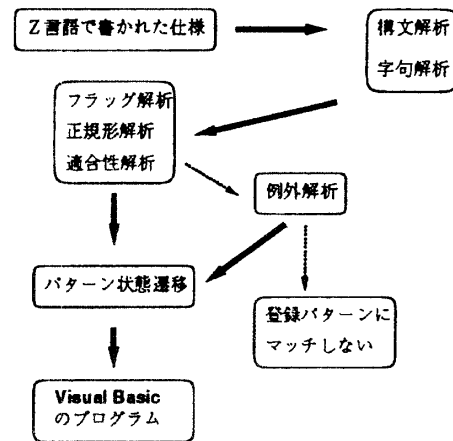 Z言語で書かれた仕様
構文解析
字句解析
フラッグ解析
正規形解析
適合性解析
例外解析
パターン状態遷移
登録パターンに
マッチしない
Visual Basic
のプログラム